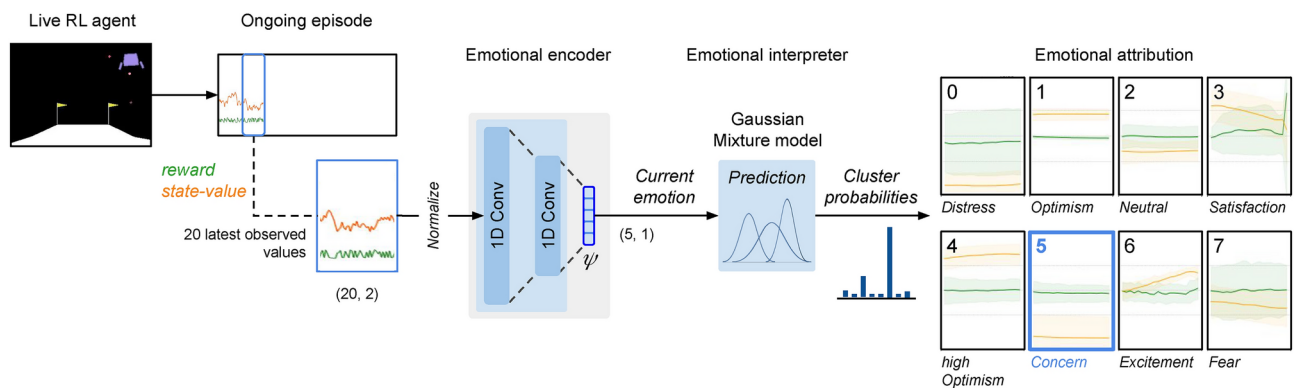 Live RL agent
Ongoing episode
reward
state-value
20 latest observed
values
(20, 2)
Normalize
Emotional encoder
1D Conv
1D Conv
ψ
Current
emotion
(5, 1)
Emotional interpreter
Gaussian
Mixture model
Prediction
Cluster
probabilities
Emotional attribution
0
1
2
3
Distress
Optimism
Neutral
Satisfaction
4
5
6
7
high
Optimism
Concern
Excitement
Fear